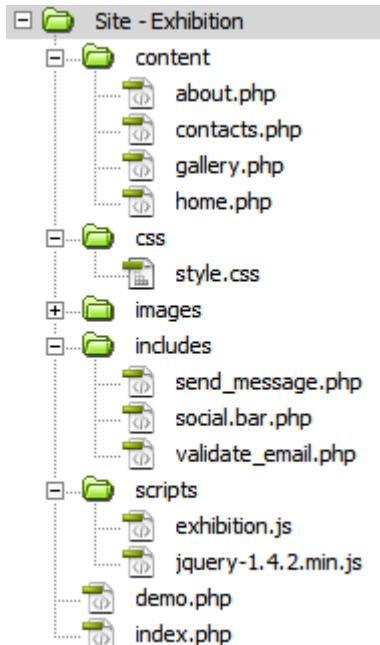 Site - Exhibition
content
about.php
contacts.php
gallery.php
home.php
css
style.css
images
includes
send_message.php
social.bar.php
validate_email.php
scripts
exhibition.js
jquery-1.4.2.min.js
demo.php
index.php